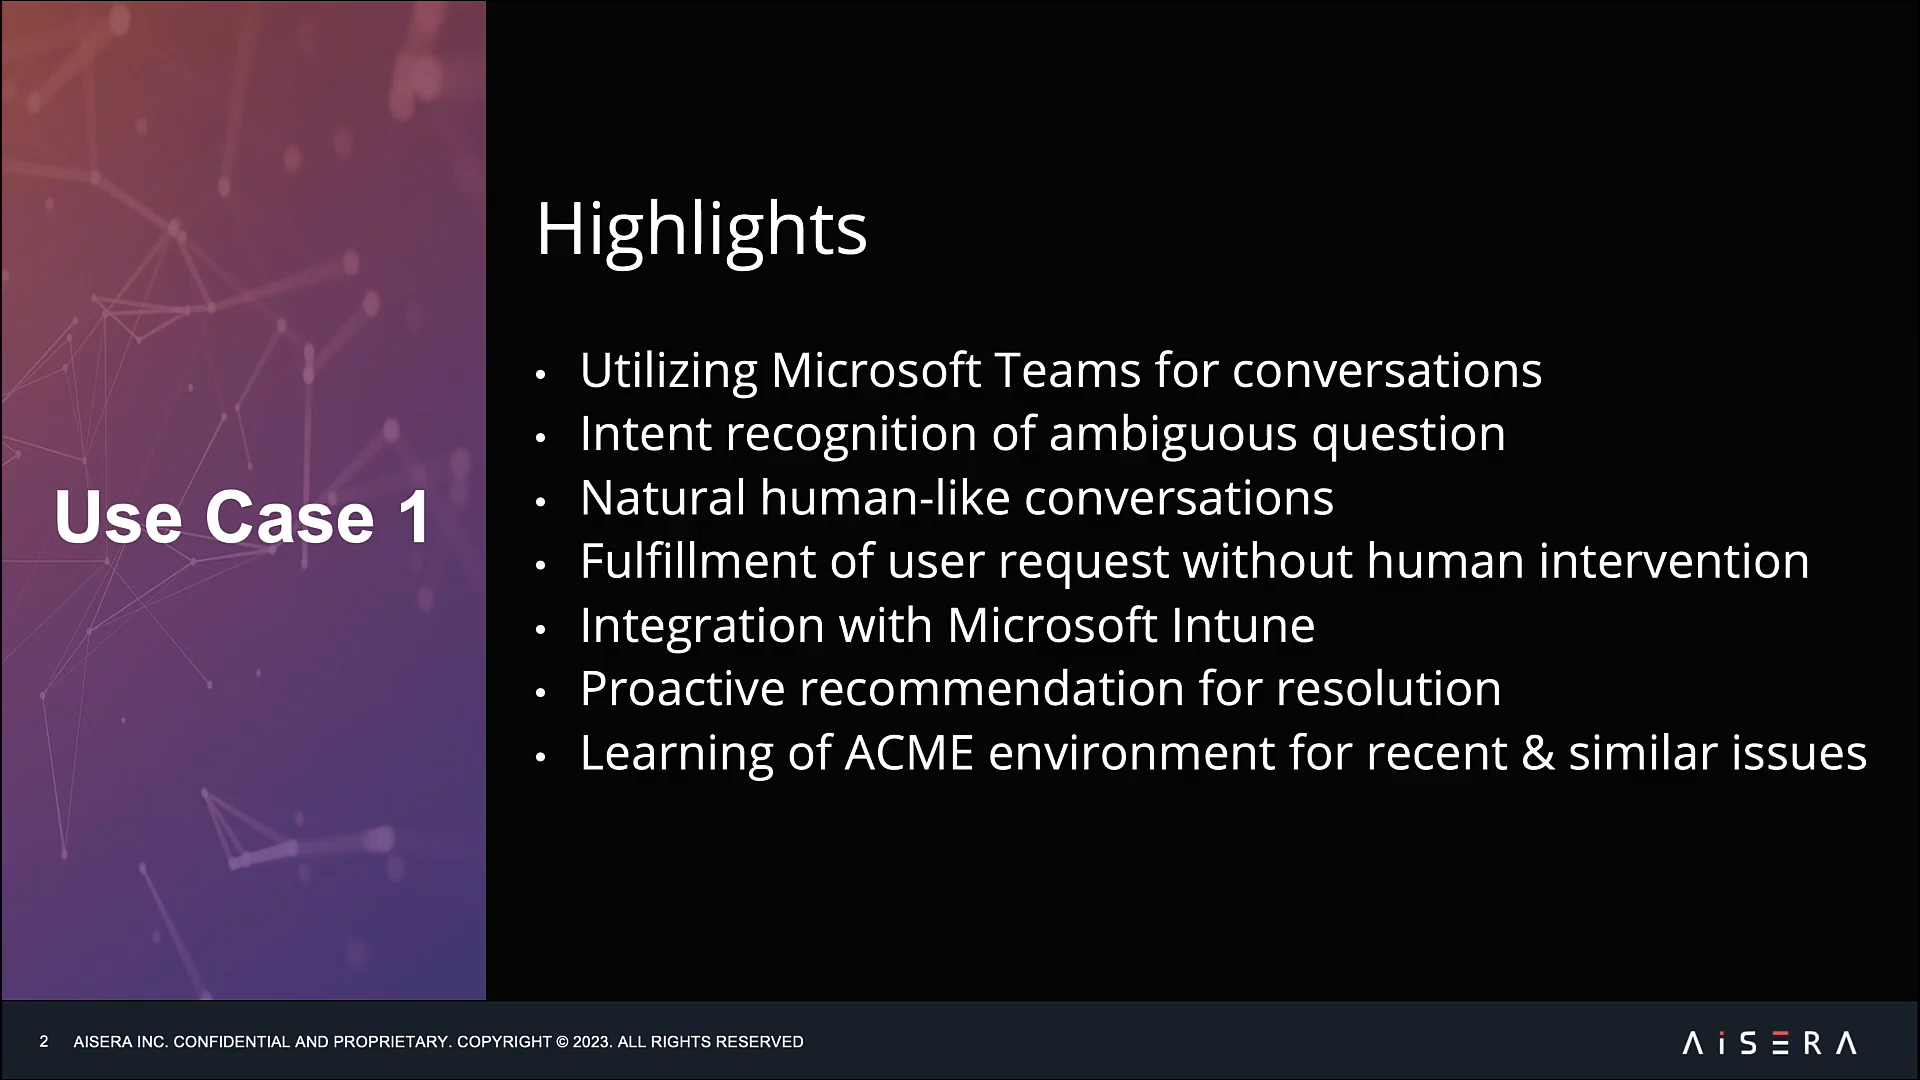 Use Case 1
Highlights
• Utilizing Microsoft Teams for conversations
• Intent recognition of ambiguous question
• Natural human-like conversations
• Fulfillment of user request without human intervention
• Integration with Microsoft Intune
• Proactive recommendation for resolution
• Learning of ACME environment for recent & similar issues
2 AISERA INC. CONFIDENTIAL AND PROPRIETARY. COPYRIGHT © 2023. ALL RIGHTS RESERVED
AiSERA